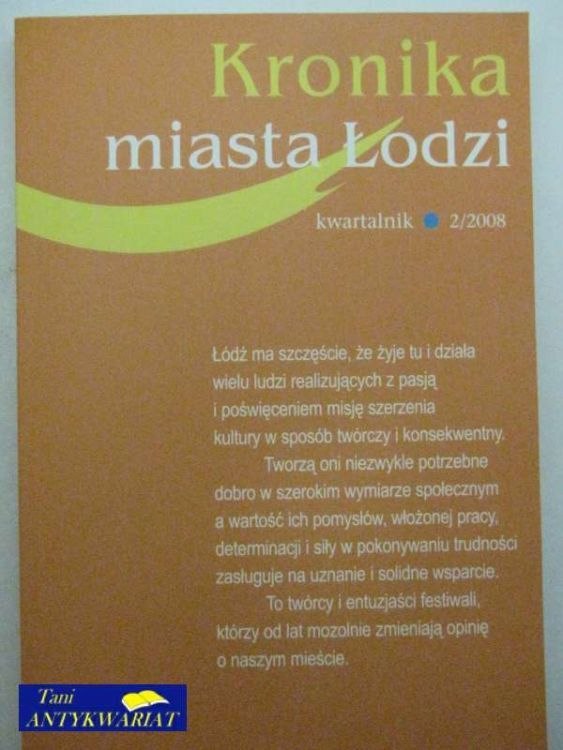 Kronika
miasta Łodzi
kwartalnik • 2/2008
Łódź ma szczęście, że żyje tu i działa
wielu ludzi realizujących z pasją
i poświęceniem misję szerzenia
kultury w sposób twórczy i konsekwentny.
Tworzą oni niezwykle potrzebne
dobro w szerokim wymiarze społecznym
a wartość ich pomysłów, włożonej pracy,
determinacji i siły w pokonywaniu trudności
zasługuje na uznanie i solidne wsparcie.
To twórcy i entuzjaści festiwali,
którzy od lat mozolnie zmieniają opinię
o naszym mieście.
Tani
ANTYKWARIAT